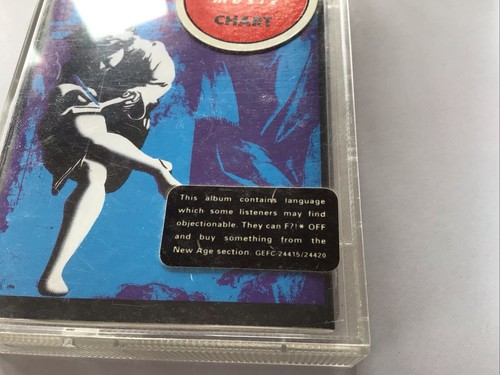 MUSIC
CHART
This album contains language
which some listeners may find
objectionable. They can F?!* OFF
and buy something from the
New Age section. GEFC-24415/24420